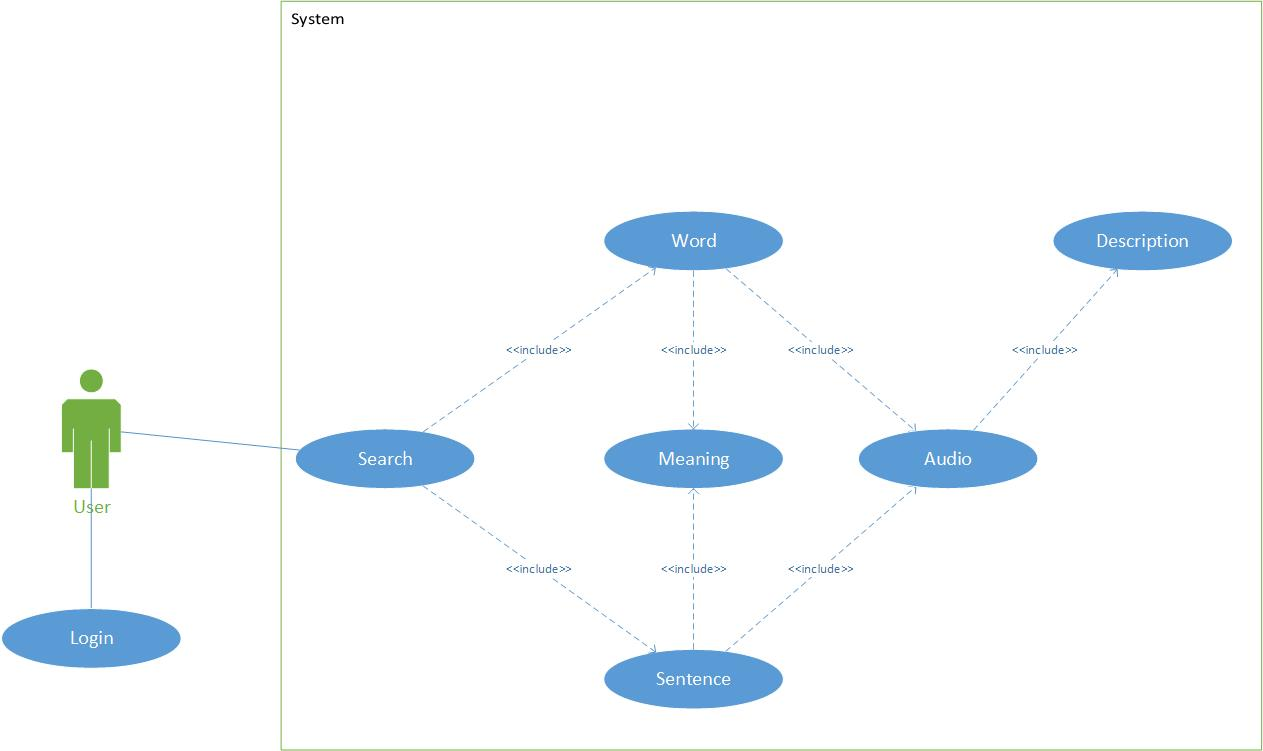 System
Word
Description
<<include>>
<<include>>
<<include>>
<<include>>
Search
Meaning
Audio
User
<<include>>
<<include>>
<<include>>
Login
Sentence